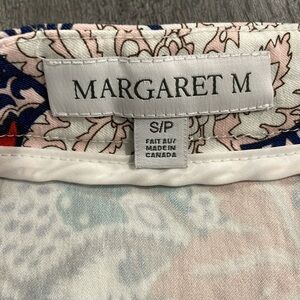 MARGARET M
S/P
FAIT AU/
MADE IN
CANADA